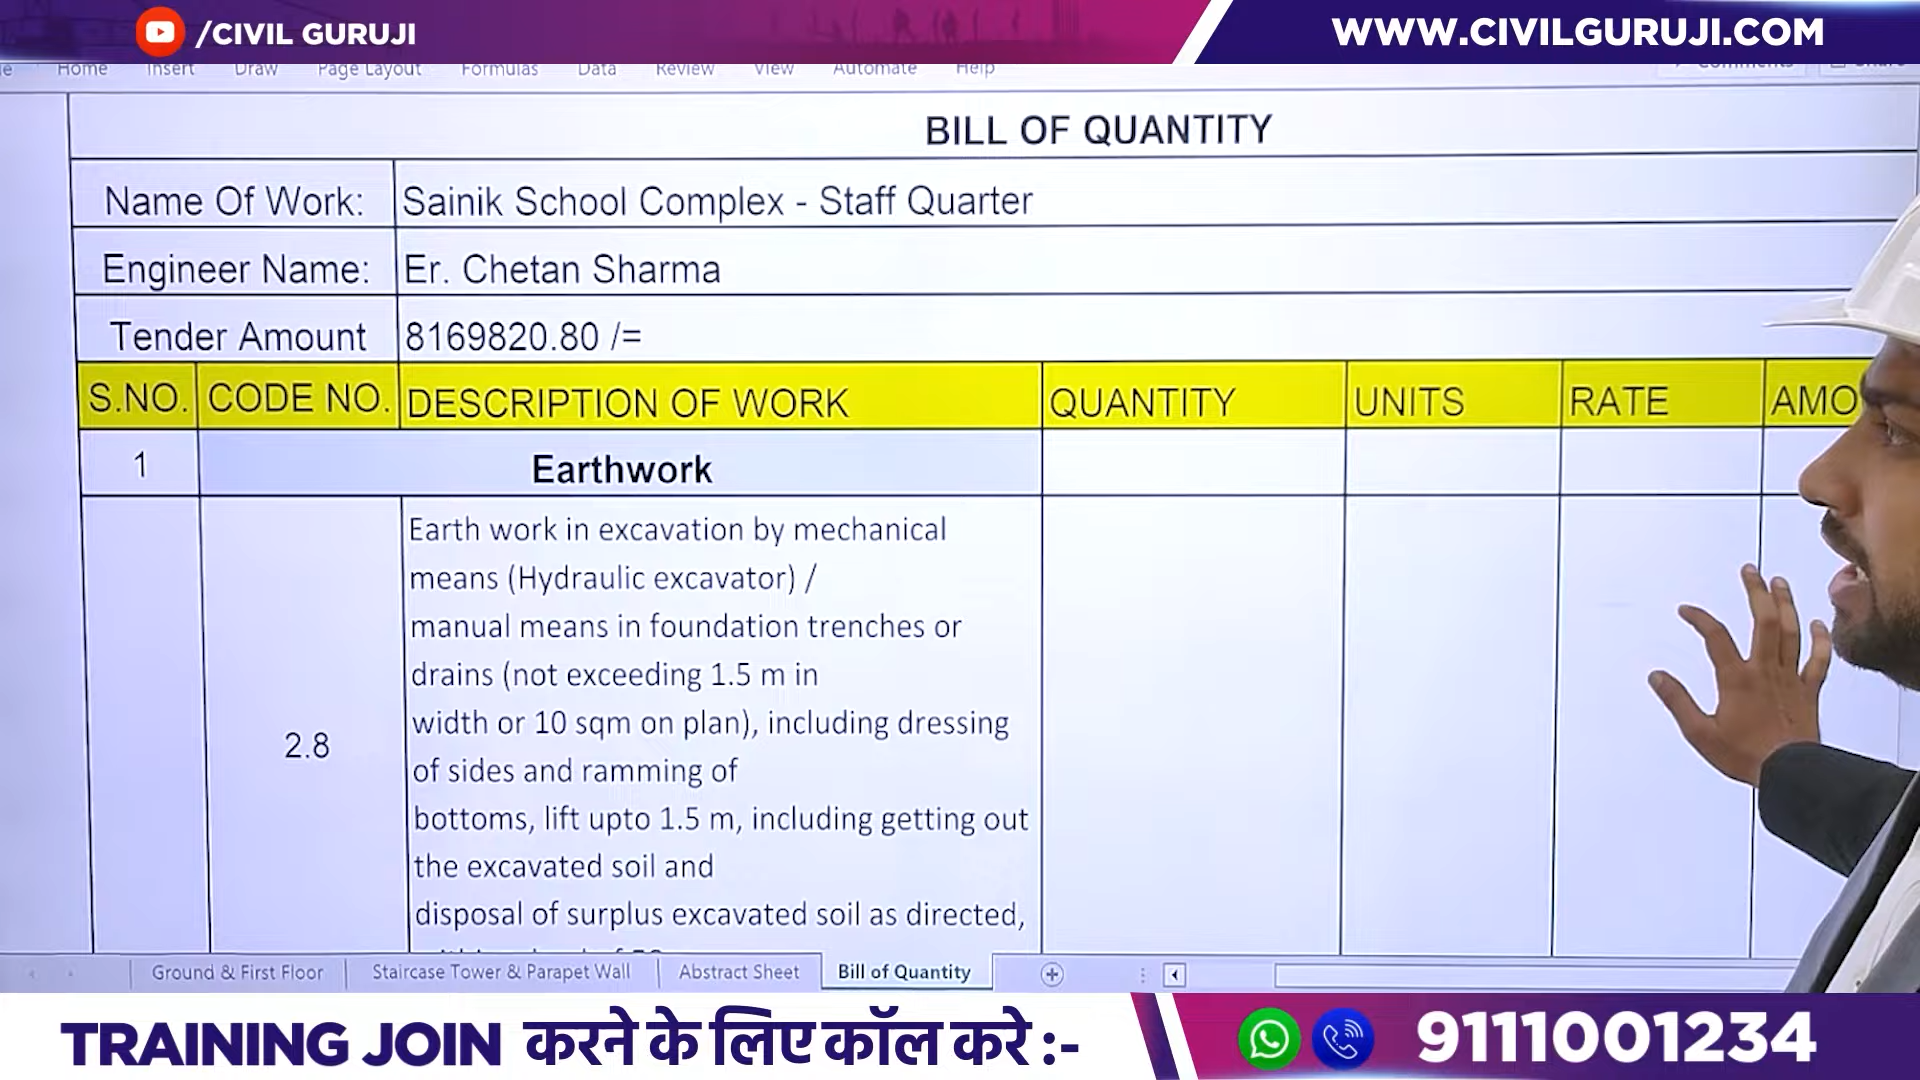 /CIVIL GURUJI
WWW.CIVILGURUJI.COM
Home Insert Draw Page Layout Formulas Data Review View Automate Help Comments
BILL OF QUANTITY
Name Of Work: Sainik School Complex - Staff Quarter
Engineer Name: Er. Chetan Sharma
Tender Amount 8169820.80 /=
S.NO. CODE NO. DESCRIPTION OF WORK QUANTITY UNITS RATE AMO
1 Earthwork
2.8
Earth work in excavation by mechanical
means (Hydraulic excavator) /
manual means in foundation trenches or
drains (not exceeding 1.5 m in
width or 10 sqm on plan), including dressing
of sides and ramming of
bottoms, lift upto 1.5 m, including getting out
the excavated soil and
disposal of surplus excavated soil as directed,
Ground & First Floor Staircase Tower & Parapet Wall Abstract Sheet Bill of Quantity
TRAINING JOIN करने के लिए कॉल करे :-
9111001234